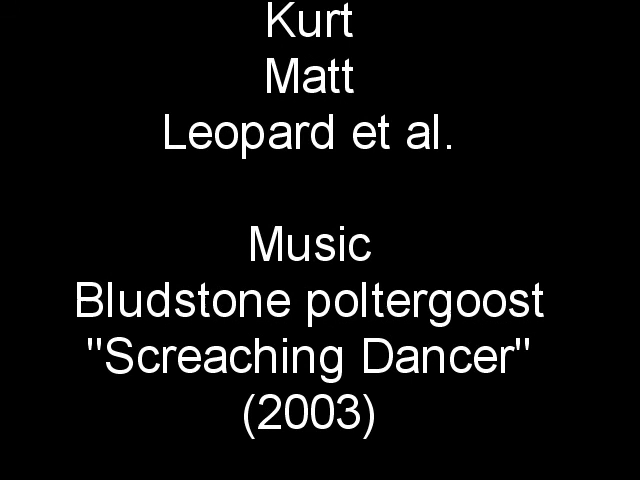 Kurt
Matt
Leopard et al.
Music
Bludstone poltergoost
"Screaching Dancer"
(2003)